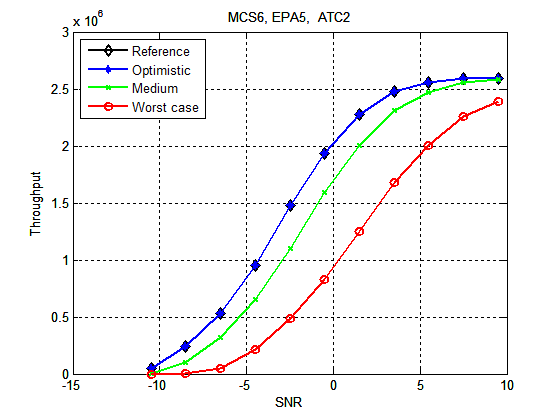 MCS6, EPA5, ATC2
x 10^6
Reference
Optimistic
Medium
Worst case
3
2.5
2
1.5
1
0.5
0
Throughput
-15
-10
-5
0
5
10
SNR